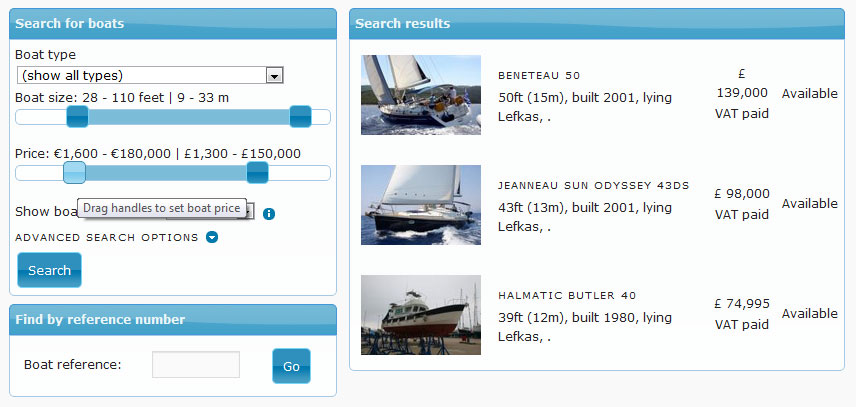 Search for boats
Boat type
(show all types)
Boat size: 28 - 110 feet | 9 - 33 m
Price: €1,600 - €180,000 | £1,300 - £150,000
Drag handles to set boat price
Show boa
ADVANCED SEARCH OPTIONS
Search
Find by reference number
Boat reference:
Go
Search results
BENETEAU 50
50ft (15m), built 2001, lying
Lefkas, .
£
139,000
VAT paid
Available
JEANNEAU SUN ODYSSEY 43DS
43ft (13m), built 2001, lying
Lefkas, .
£ 98,000
VAT paid
Available
HALMATIC BUTLER 40
39ft (12m), built 1980, lying
Lefkas, .
£ 74,995
VAT paid
Available